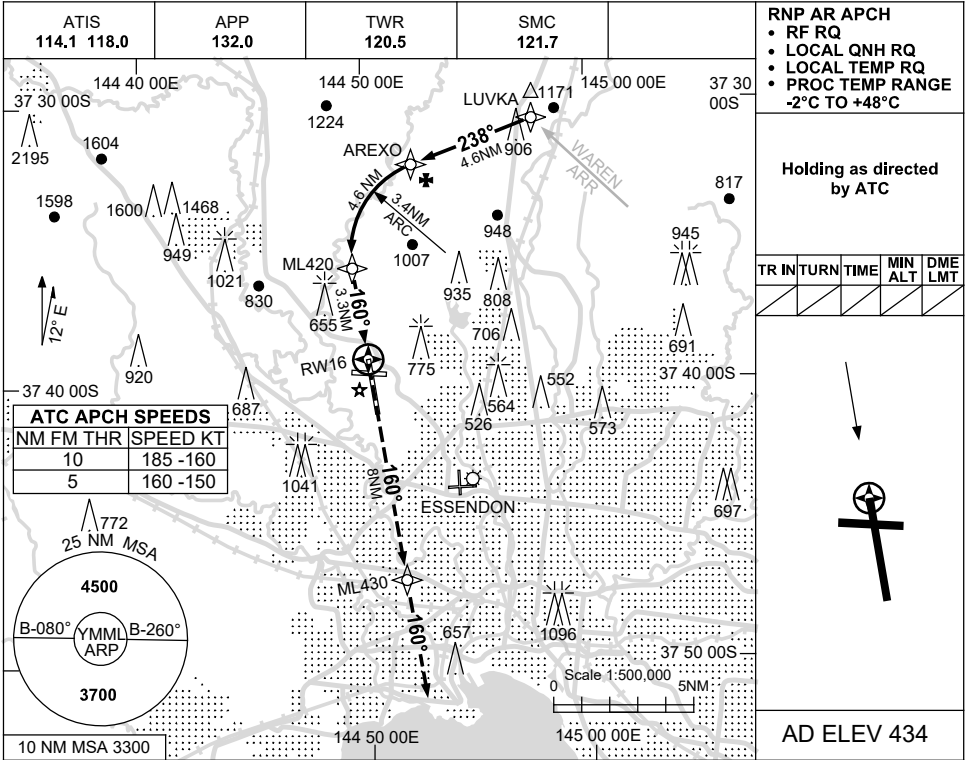 ATIS
114.1 118.0
APP
132.0
TWR
120.5
SMC
121.7
RNP AR APCH
• RF RQ
• LOCAL QNH RQ
• LOCAL TEMP RQ
• PROC TEMP RANGE
-2°C TO +48°C
Holding as directed
by ATC
TR IN TURN TIME MIN ALT DME LMT
144 40 00E
144 50 00E
145 00 00E
37 30 00S
37 30
00S
LUVKA
1171
1224
2195
1604
AREXO
238°
4.6NM
906
WAREN
ARR
817
1598
1600
1468
949
1021
4.6 NM
3.4NM
ARC
948
1007
945
ML420
830
655
160°
3.3NM
935
808
706
691
12° E
RW16
775
920
687
37 40 00S
37 40 00S
564
552
526
573
ATC APCH SPEEDS
NM FM THR SPEED KT
10 185 -160
5 160 -150
1041
160°
8NM
ESSENDON
697
772
25 NM MSA
4500
B-080°
YMML
ARP
B-260°
3700
10 NM MSA 3300
ML430
160°
657
1096
37 50 00S
Scale 1:500,000
0 5NM
144 50 00E
145 00 00E
AD ELEV 434